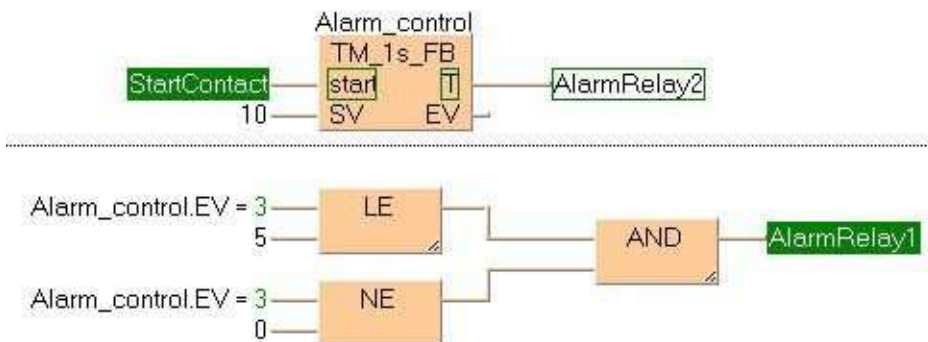 Alarm_control
TM_1s_FB
StartContact start T AlarmRelay2
10 SV EV
Alarm_control.EV = 3 LE
5 AND AlarmRelay1
Alarm_control.EV = 3 NE
0